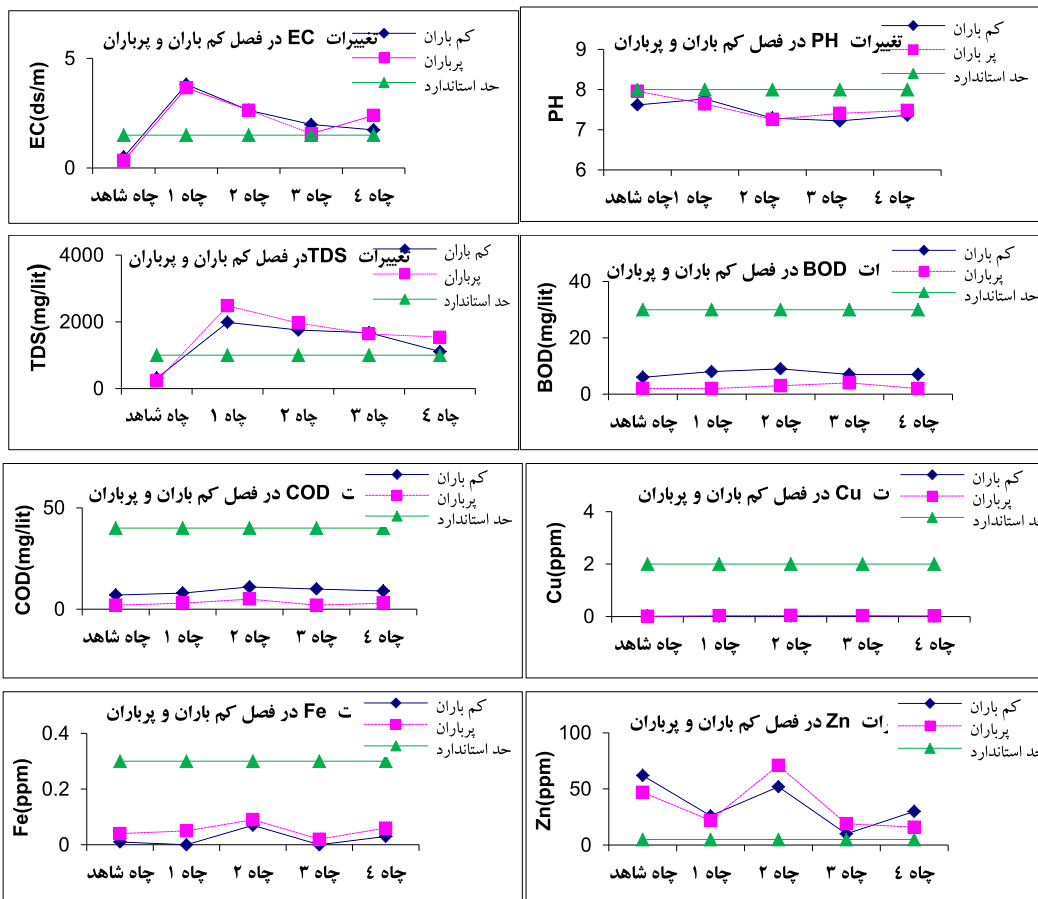 تغییرات EC در فصل کم باران و پرباران
کم باران
پرباران
حد استاندارد
EC(ds/m)
5
0
چاه شاهد
چاه ۱
چاه ۲
چاه ۳
چاه ٤
تغییرات PH در فصل کم باران و پرباران
کم باران
پر باران
حد استاندارد
PH
9
8
7
6
چاه شاهد
چاه ۱
چاه ۲
چاه ۳
چاه ٤
تغییرات TDSدر فصل کم باران و پرباران
کم باران
پرباران
حد استاندارد
TDS(mg/lit)
4000
2000
0
چاه شاهد
چاه ۱
چاه ۲
چاه ۳
چاه ٤
ات BOD در فصل کم باران و پرباران
کم باران
پرباران
حد استاندارد
BOD(mg/lit)
40
20
0
چاه شاهد
چاه ۱
چاه ۲
چاه ۳
چاه ٤
ت COD در فصل کم باران و پرباران
کم باران
پرباران
حد استاندارد
COD(mg/lit)
50
0
چاه شاهد
چاه ۱
چاه ۲
چاه ۳
چاه ٤
ت Cu در فصل کم باران و پرباران
کم باران
پرباران
حد استاندارد
Cu(ppm)
4
2
0
چاه شاهد
چاه ۱
چاه ۲
چاه ۳
چاه ٤
ت Fe در فصل کم باران و پرباران
کم باران
پرباران
حد استاندارد
Fe(ppm)
0.4
0.2
0
چاه شاهد
چاه ۱
چاه ۲
چاه ۳
چاه ٤
رات Zn در فصل کم باران و پرباران
کم باران
پرباران
حد استاندارد
Zn(ppm)
100
50
0
چاه شاهد
چاه ۱
چاه ۲
چاه ۳
چاه ٤